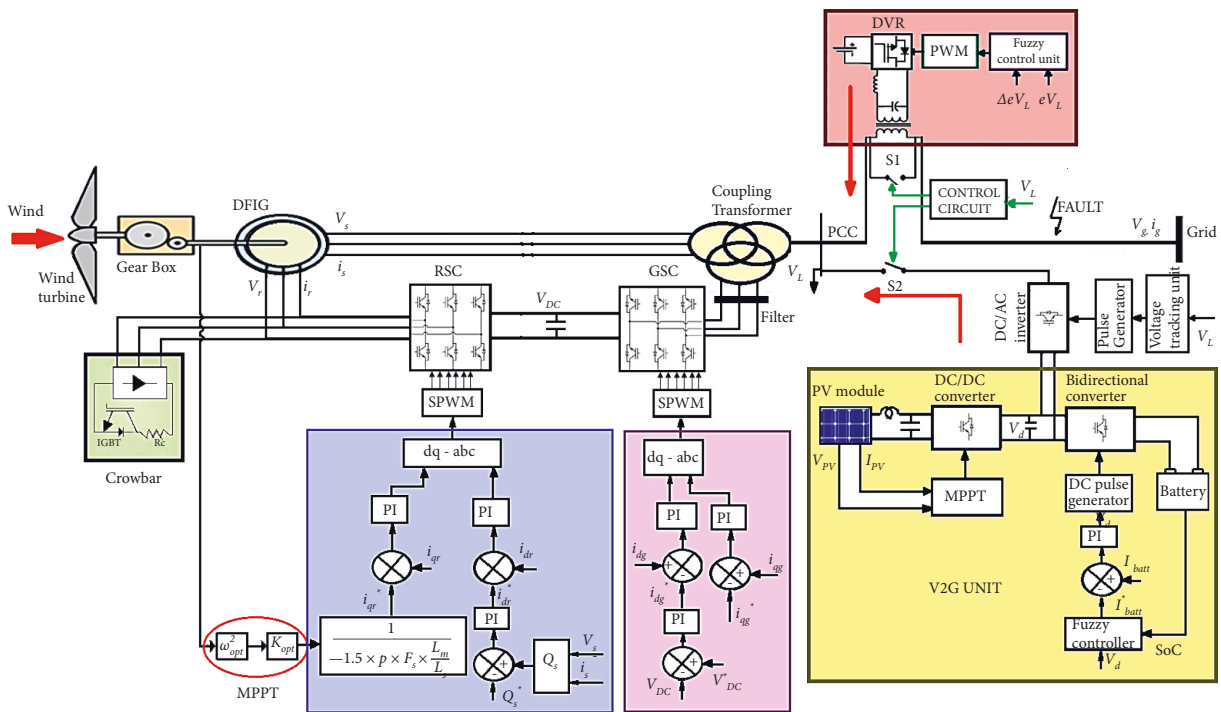 DVR
PWM
Fuzzy
control unit
ΔeV_L
eV_L
S1
CONTROL
CIRCUIT
V_L
FAULT
V_g, i_g
Grid
Wind
Wind
turbine
Gear Box
DFIG
V_s
i_s
V_r
i_r
Coupling
Transformer
PCC
V_L
S2
RSC
V_DC
GSC
Filter
DC/AC
inverter
Pulse
Generator
Voltage
tracking unit
V_L
IGBT
Rc
Crowbar
SPWM
SPWM
dq - abc
PI
PI
i_qr
i_dr
i_qr*
i_dr*
PI
ω²_opt
K_opt
MPPT
1
-1.5 × p × F_s × L_m
L_s
+
-
Q_s*
Q_s
V_s
i_s
dq - abc
PI
PI
i_dg
+
-
i_dg*
+
-
i_qg
i_qg*
PI
+
-
V_DC
V*_DC
PV module
DC/DC
converter
Bidirectional
converter
V_PV
I_PV
V_d
MPPT
DC pulse
generator
Battery
PI
d
+
-
I_batt
I*_batt
V2G UNIT
Fuzzy
controller
SoC
V_d